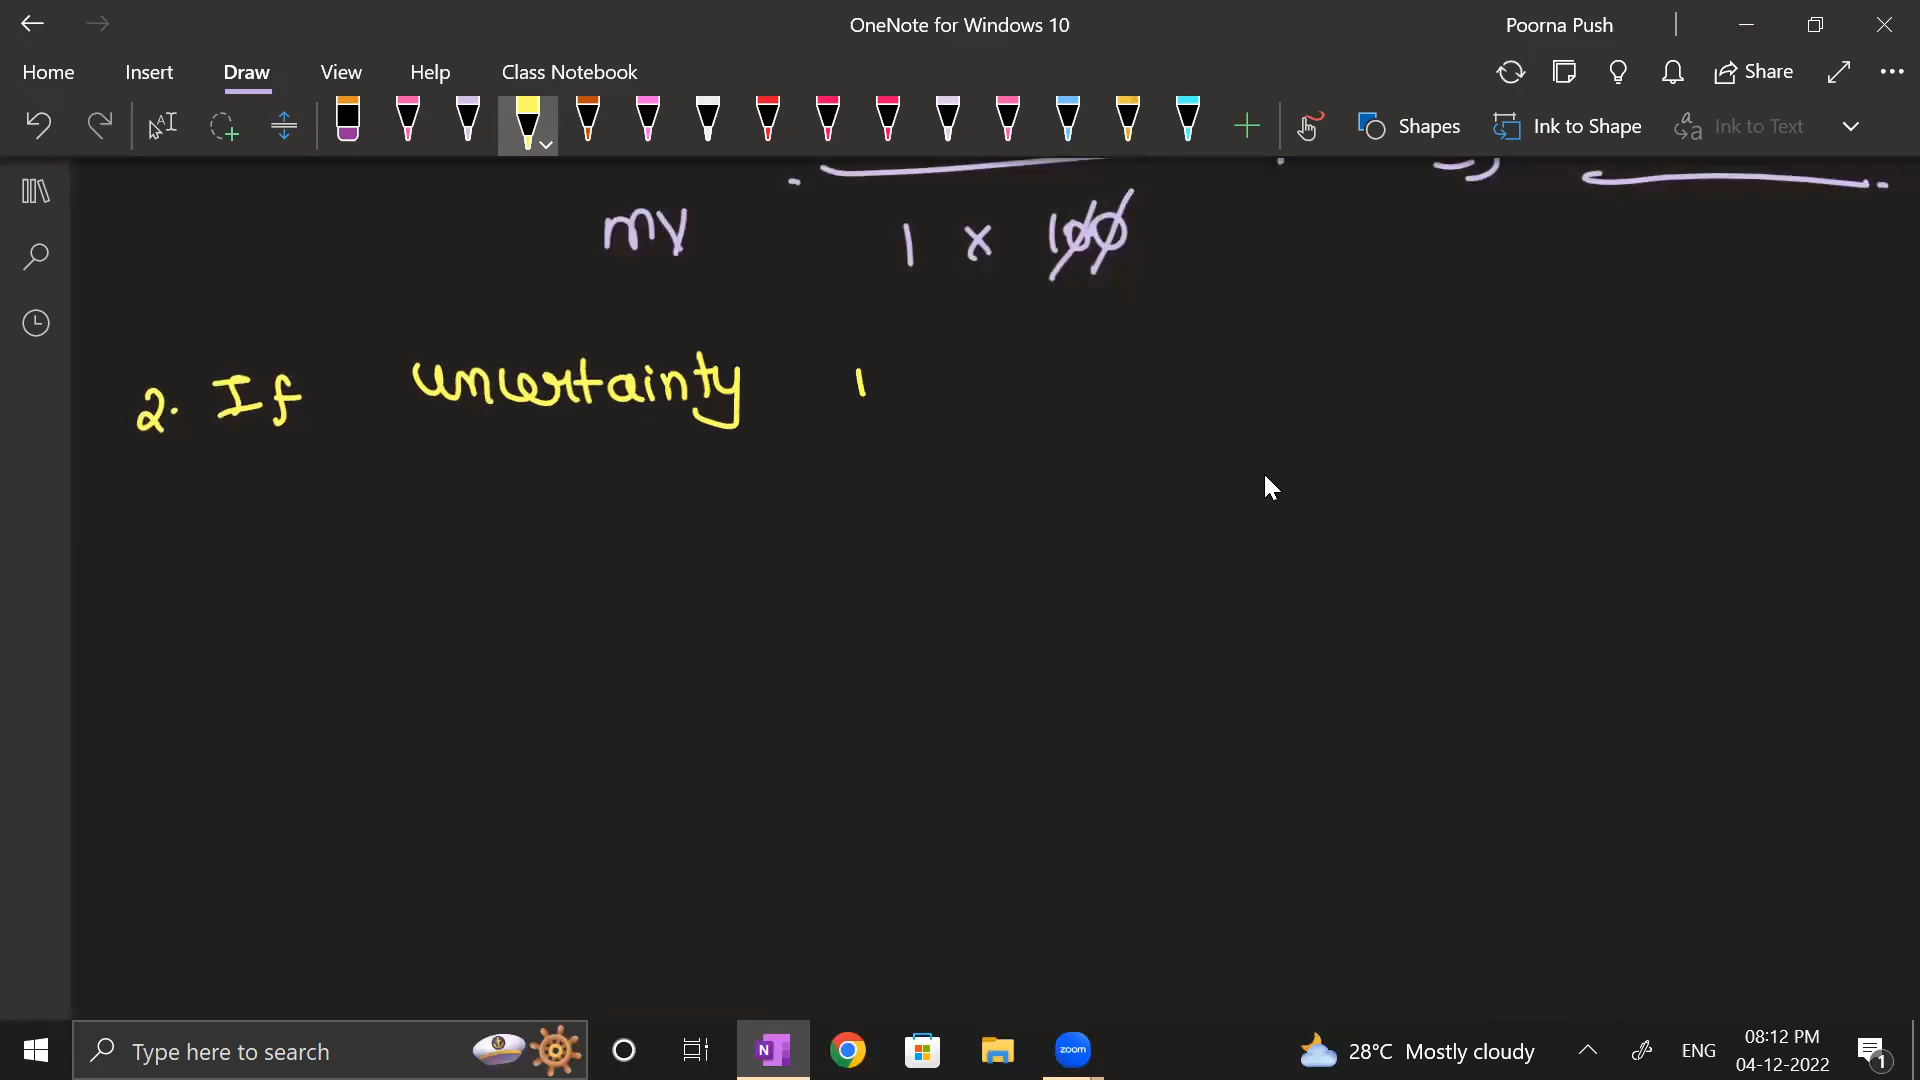 OneNote for Windows 10
Poorna Push
Home Insert Draw View Help Class Notebook
Share
Shapes Ink to Shape Ink to Text
my 1 x 100
2. If uncertainty
Type here to search
N
zoom
28°C Mostly cloudy
ENG
08:12 PM
04-12-2022
1